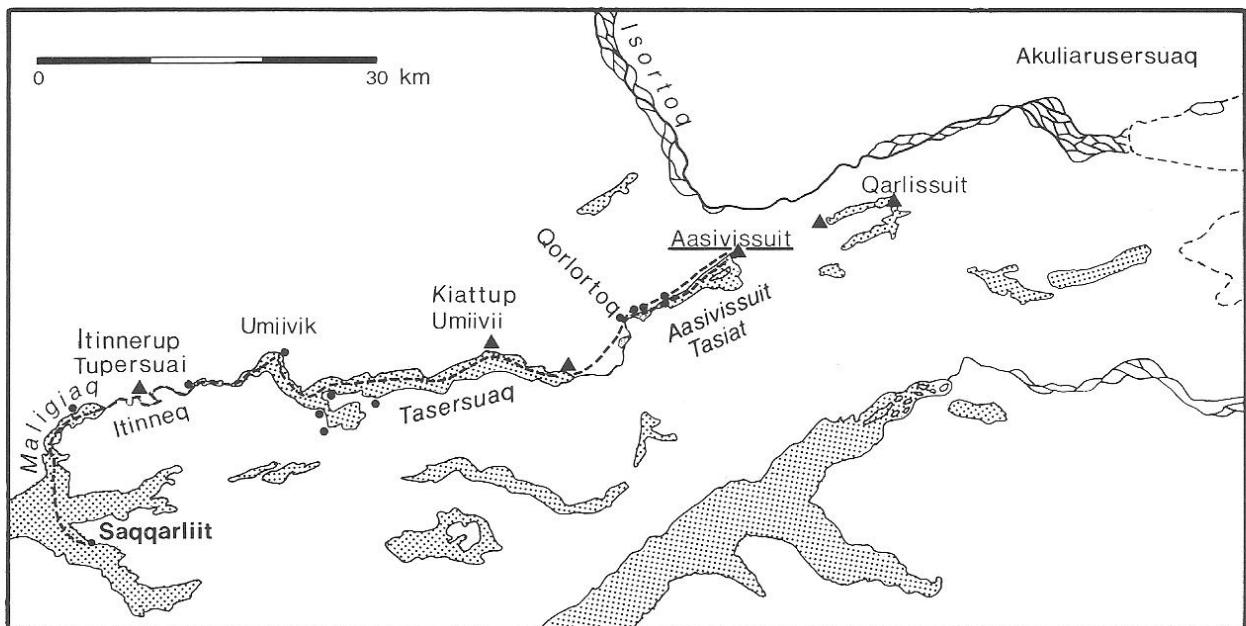 Isortoq
Akuliarusersuaq
0 30 km
Qarlissuit
Aasivissuit
Qorlortoq
Kiattup
Umiivii
Aasivissuit
Tasiat
Umiivik
Itinnerup
Tupersuai
Maligiaq
Itinneq
Tasersuaq
Saqqarliit